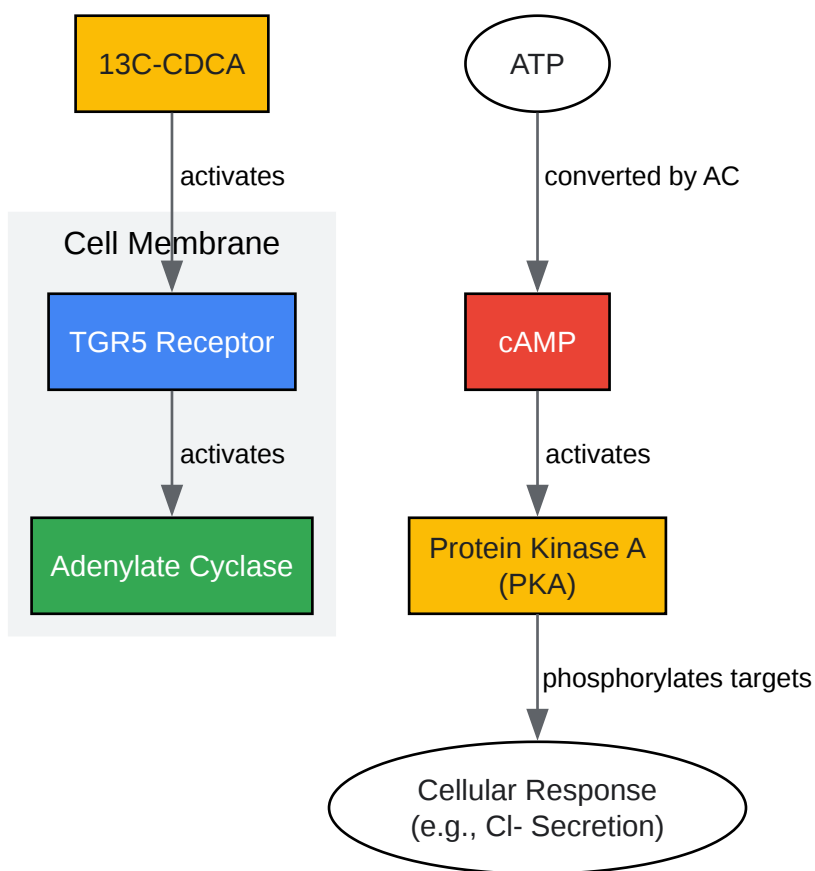 13C-CDCA
ATP
activates
converted by AC
Cell Membrane
TGR5 Receptor
cAMP
activates
activates
Adenylate Cyclase
Protein Kinase A
(PKA)
phosphorylates targets
Cellular Response
(e.g., Cl- Secretion)